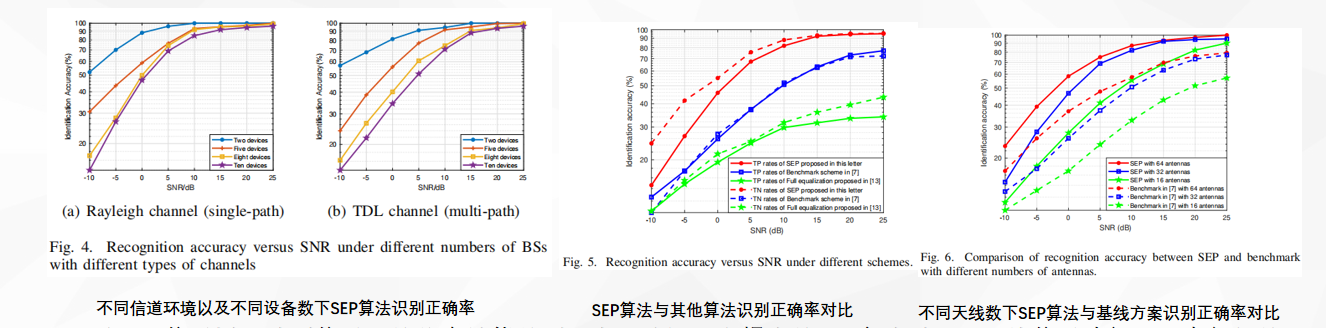 Identification Accuracy(%)
100
90
80
70
60
50
40
30
20
-10
-5
0
5
10
15
20
25
SNR/dB
Two devices
Five devices
Eight devices
Ten devices
(a) Rayleigh channel (single-path)
Identification Accuracy(%)
100
90
80
70
60
50
40
30
20
-10
-5
0
5
10
15
20
25
SNR/dB
Two devices
Five devices
Eight devices
Ten devices
(b) TDL channel (multi-path)
Fig. 4. Recognition accuracy versus SNR under different numbers of BSs
with different types of channels
不同信道环境以及不同设备数下SEP算法识别正确率
Identification accuracy (%)
100
90
80
70
60
50
40
30
20
-10
-5
0
5
10
15
20
25
SNR (dB)
TP rates of SEP proposed in this letter
TP rates of Benchmark scheme in [7]
TP rates of Full equalization proposed in [13]
TN rates of SEP proposed in this letter
TN rates of Benchmark scheme in [7]
TN rates of Full equalization proposed in [13]
Fig. 5. Recognition accuracy versus SNR under different schemes.
SEP算法与其他算法识别正确率对比
Identification accuracy (%)
100
90
80
70
60
50
40
30
20
-10
-5
0
5
10
15
20
25
SNR (dB)
SEP with 64 antennas
SEP with 32 antennas
SEP with 16 antennas
Benchmark in [7] with 64 antennas
Benchmark in [7] with 32 antennas
Benchmark in [7] with 16 antennas
Fig. 6. Comparison of recognition accuracy between SEP and benchmark
with different numbers of antennas.
不同天线数下SEP算法与基线方案识别正确率对比